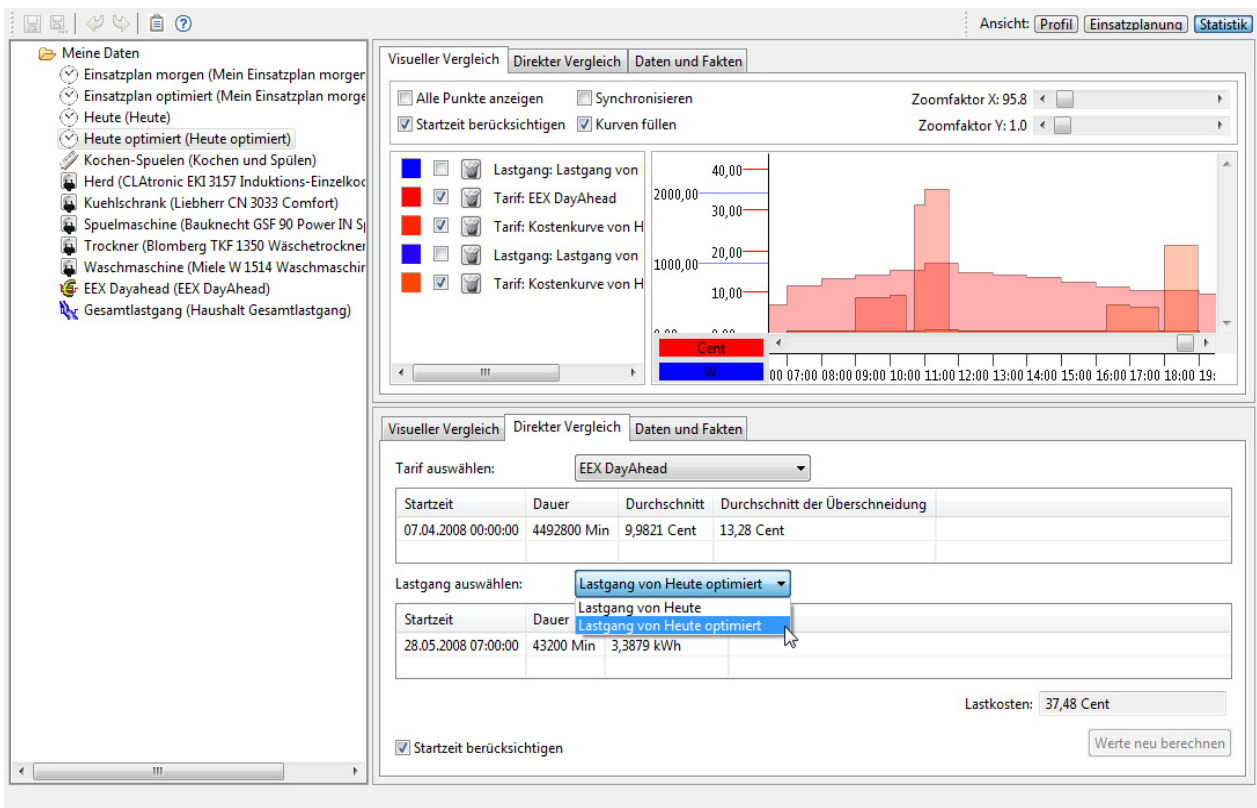 Ansicht: Profil Einsatzplanung Statistik
Meine Daten
Einsatzplan morgen (Mein Einsatzplan morgen
Einsatzplan optimiert (Mein Einsatzplan morge
Heute (Heute)
Heute optimiert (Heute optimiert)
Kochen-Spuelen (Kochen und Spülen)
Herd (CLAtronic EKI 3157 Induktions-Einzelkoc
Kuehlschrank (Liebherr CN 3033 Comfort)
Spuelmaschine (Bauknecht GSF 90 Power IN Sp
Trockner (Blomberg TKF 1350 Wäschetrockner
Waschmaschine (Miele W 1514 Waschmaschin
EEX Dayahead (EEX DayAhead)
Gesamtlastgang (Haushalt Gesamtlastgang)
Visueller Vergleich Direkter Vergleich Daten und Fakten
Alle Punkte anzeigen Synchronisieren Zoomfaktor X: 95.8
Startzeit berücksichtigen Kurven füllen Zoomfaktor Y: 1.0
Lastgang: Lastgang von
Tarif: EEX DayAhead
Tarif: Kostenkurve von H
Lastgang: Lastgang von
Tarif: Kostenkurve von H
40,00
2000,00
30,00
20,00
1000,00
10,00
0,00 0,00
Cent
W
00 07:00 08:00 09:00 10:00 11:00 12:00 13:00 14:00 15:00 16:00 17:00 18:00 19:
Visueller Vergleich Direkter Vergleich Daten und Fakten
Tarif auswählen: EEX DayAhead
Startzeit Dauer Durchschnitt Durchschnitt der Überschneidung
07.04.2008 00:00:00 4492800 Min 9,9821 Cent 13,28 Cent
Lastgang auswählen: Lastgang von Heute optimiert
Lastgang von Heute
Lastgang von Heute optimiert
Startzeit Dauer
28.05.2008 07:00:00 43200 Min 3,3879 kWh
Lastkosten: 37,48 Cent
Startzeit berücksichtigen
Werte neu berechnen